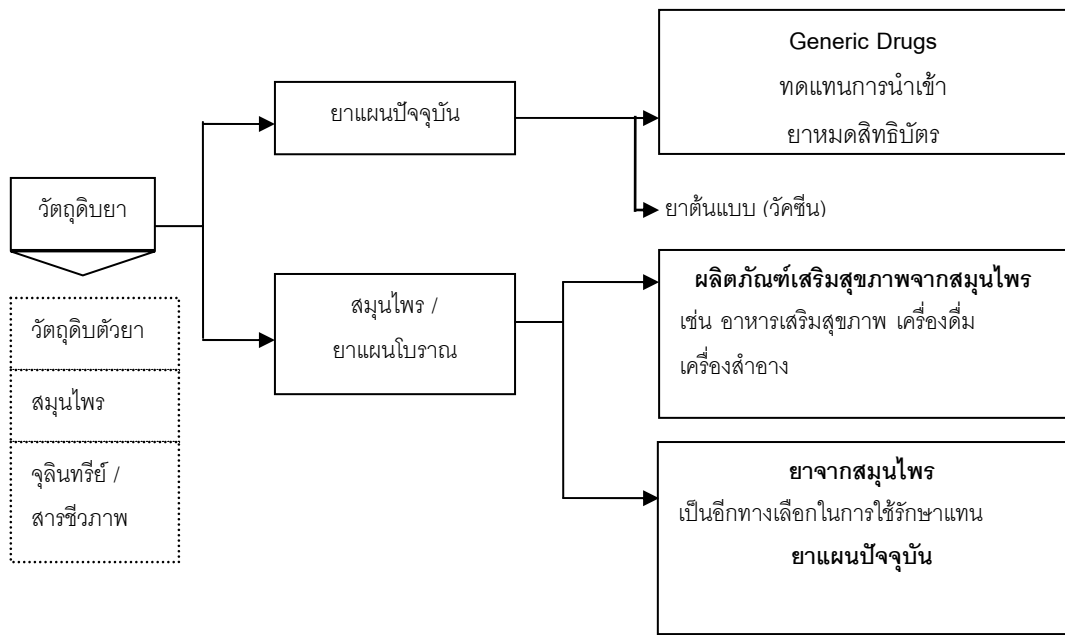 Generic Drugs
ทดแทนการนำเข้า
ยาหมดสิทธิบัตร
ยาแผนปัจจุบัน
วัตถุดิบยา
ยาต้นแบบ (วัคซีน)
สมุนไพร /
ยาแผนโบราณ
ผลิตภัณฑ์เสริมสุขภาพจากสมุนไพร
เช่น อาหารเสริมสุขภาพ เครื่องดื่ม
เครื่องสำอาง
วัตถุดิบตัวยา
สมุนไพร
จุลินทรีย์ /
สารชีวภาพ
ยาจากสมุนไพร
เป็นอีกทางเลือกในการใช้รักษาแทน
ยาแผนปัจจุบัน